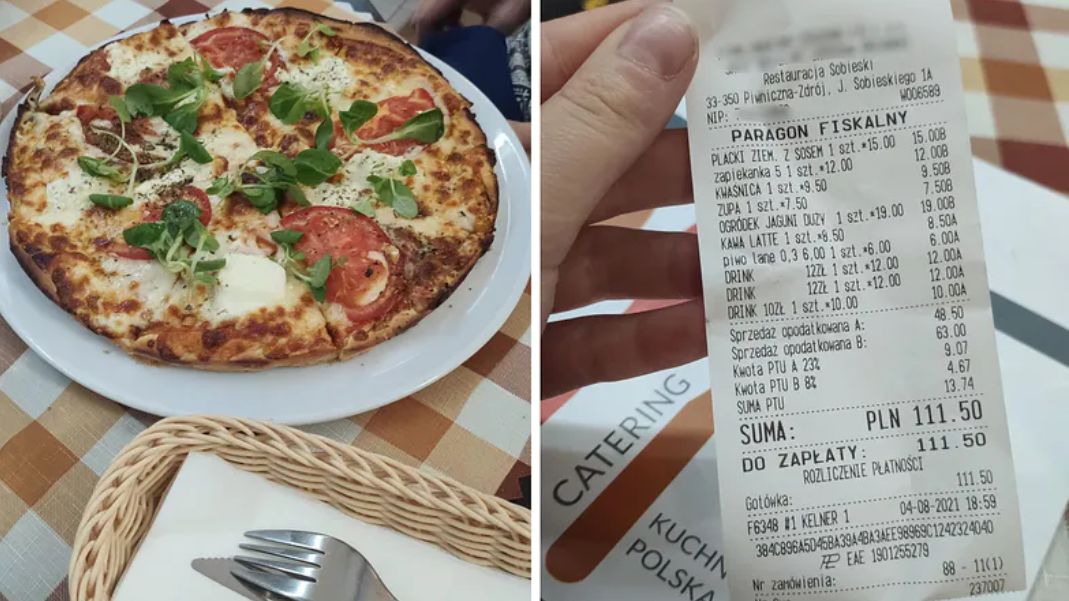 Restauracja Sobieski
33-350 Piwniczna-Zdrój, J. Sobieskiego 1A
NIP:
W006589
PARAGON FISKALNY
PLACKI ZIEM. Z SOSEM 1 szt.*15.00 15.00B
zapiekanka 5 1 szt.*12.00 12.00B
KWAŚNICA 1 szt.*9.50 9.50B
ZUPA 1 szt.*7.50 7.50B
OGRÓDEK JAGUNI DUŻY 1 szt.*19.00 19.00B
KAWA LATTE 1 szt.*8.50 8.50A
piwo lane 0,3 6,00 1 szt.*6.00 6.00A
DRINK 12ZŁ 1 szt.*12.00 12.00A
DRINK 12ZŁ 1 szt.*12.00 12.00A
DRINK 10ZŁ 1 szt.*10.00 10.00A
Sprzedaż opodatkowana A: 48.50
Sprzedaż opodatkowana B: 63.00
Kwota PTU A 23% 9.07
Kwota PTU B 8% 4.67
SUMA PTU 13.74
SUMA: PLN 111.50
DO ZAPŁATY: 111.50
ROZLICZENIE PŁATNOŚCI
Gotówka: 111.50
F6348 #1 KELNER 1 04-08-2021 18:59
384C896A5D45BA39A4BA3AEE98969C1242324040
EAE 1901255279
Nr zamówienia: 88 - 11(1)
237007
CATERING
KUCHN
POLSKA